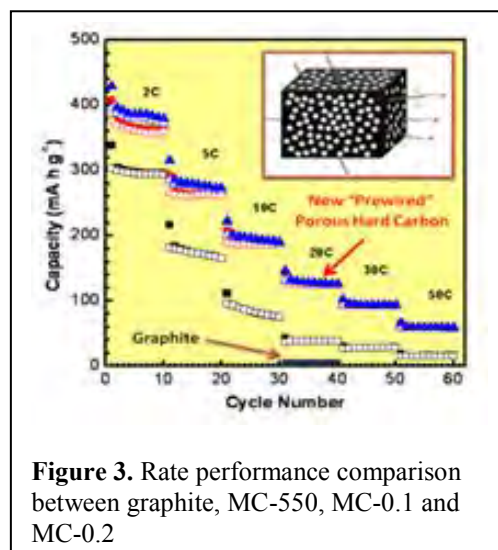 500
400
300
200
100
0
Capacity (mA h g⁻¹)
2C
5C
10C
20C
30C
50C
New "Prewired"
Porous Hard Carbon
Graphite
0 10 20 30 40 50 60
Cycle Number
Figure 3. Rate performance comparison
between graphite, MC-550, MC-0.1 and
MC-0.2